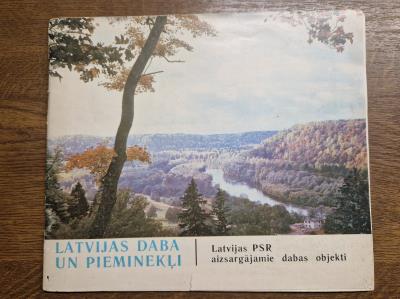 LATVIJAS DABA
UN PIEMINEKĻI
Latvijas PSR
aizsargājamie dabas objekti